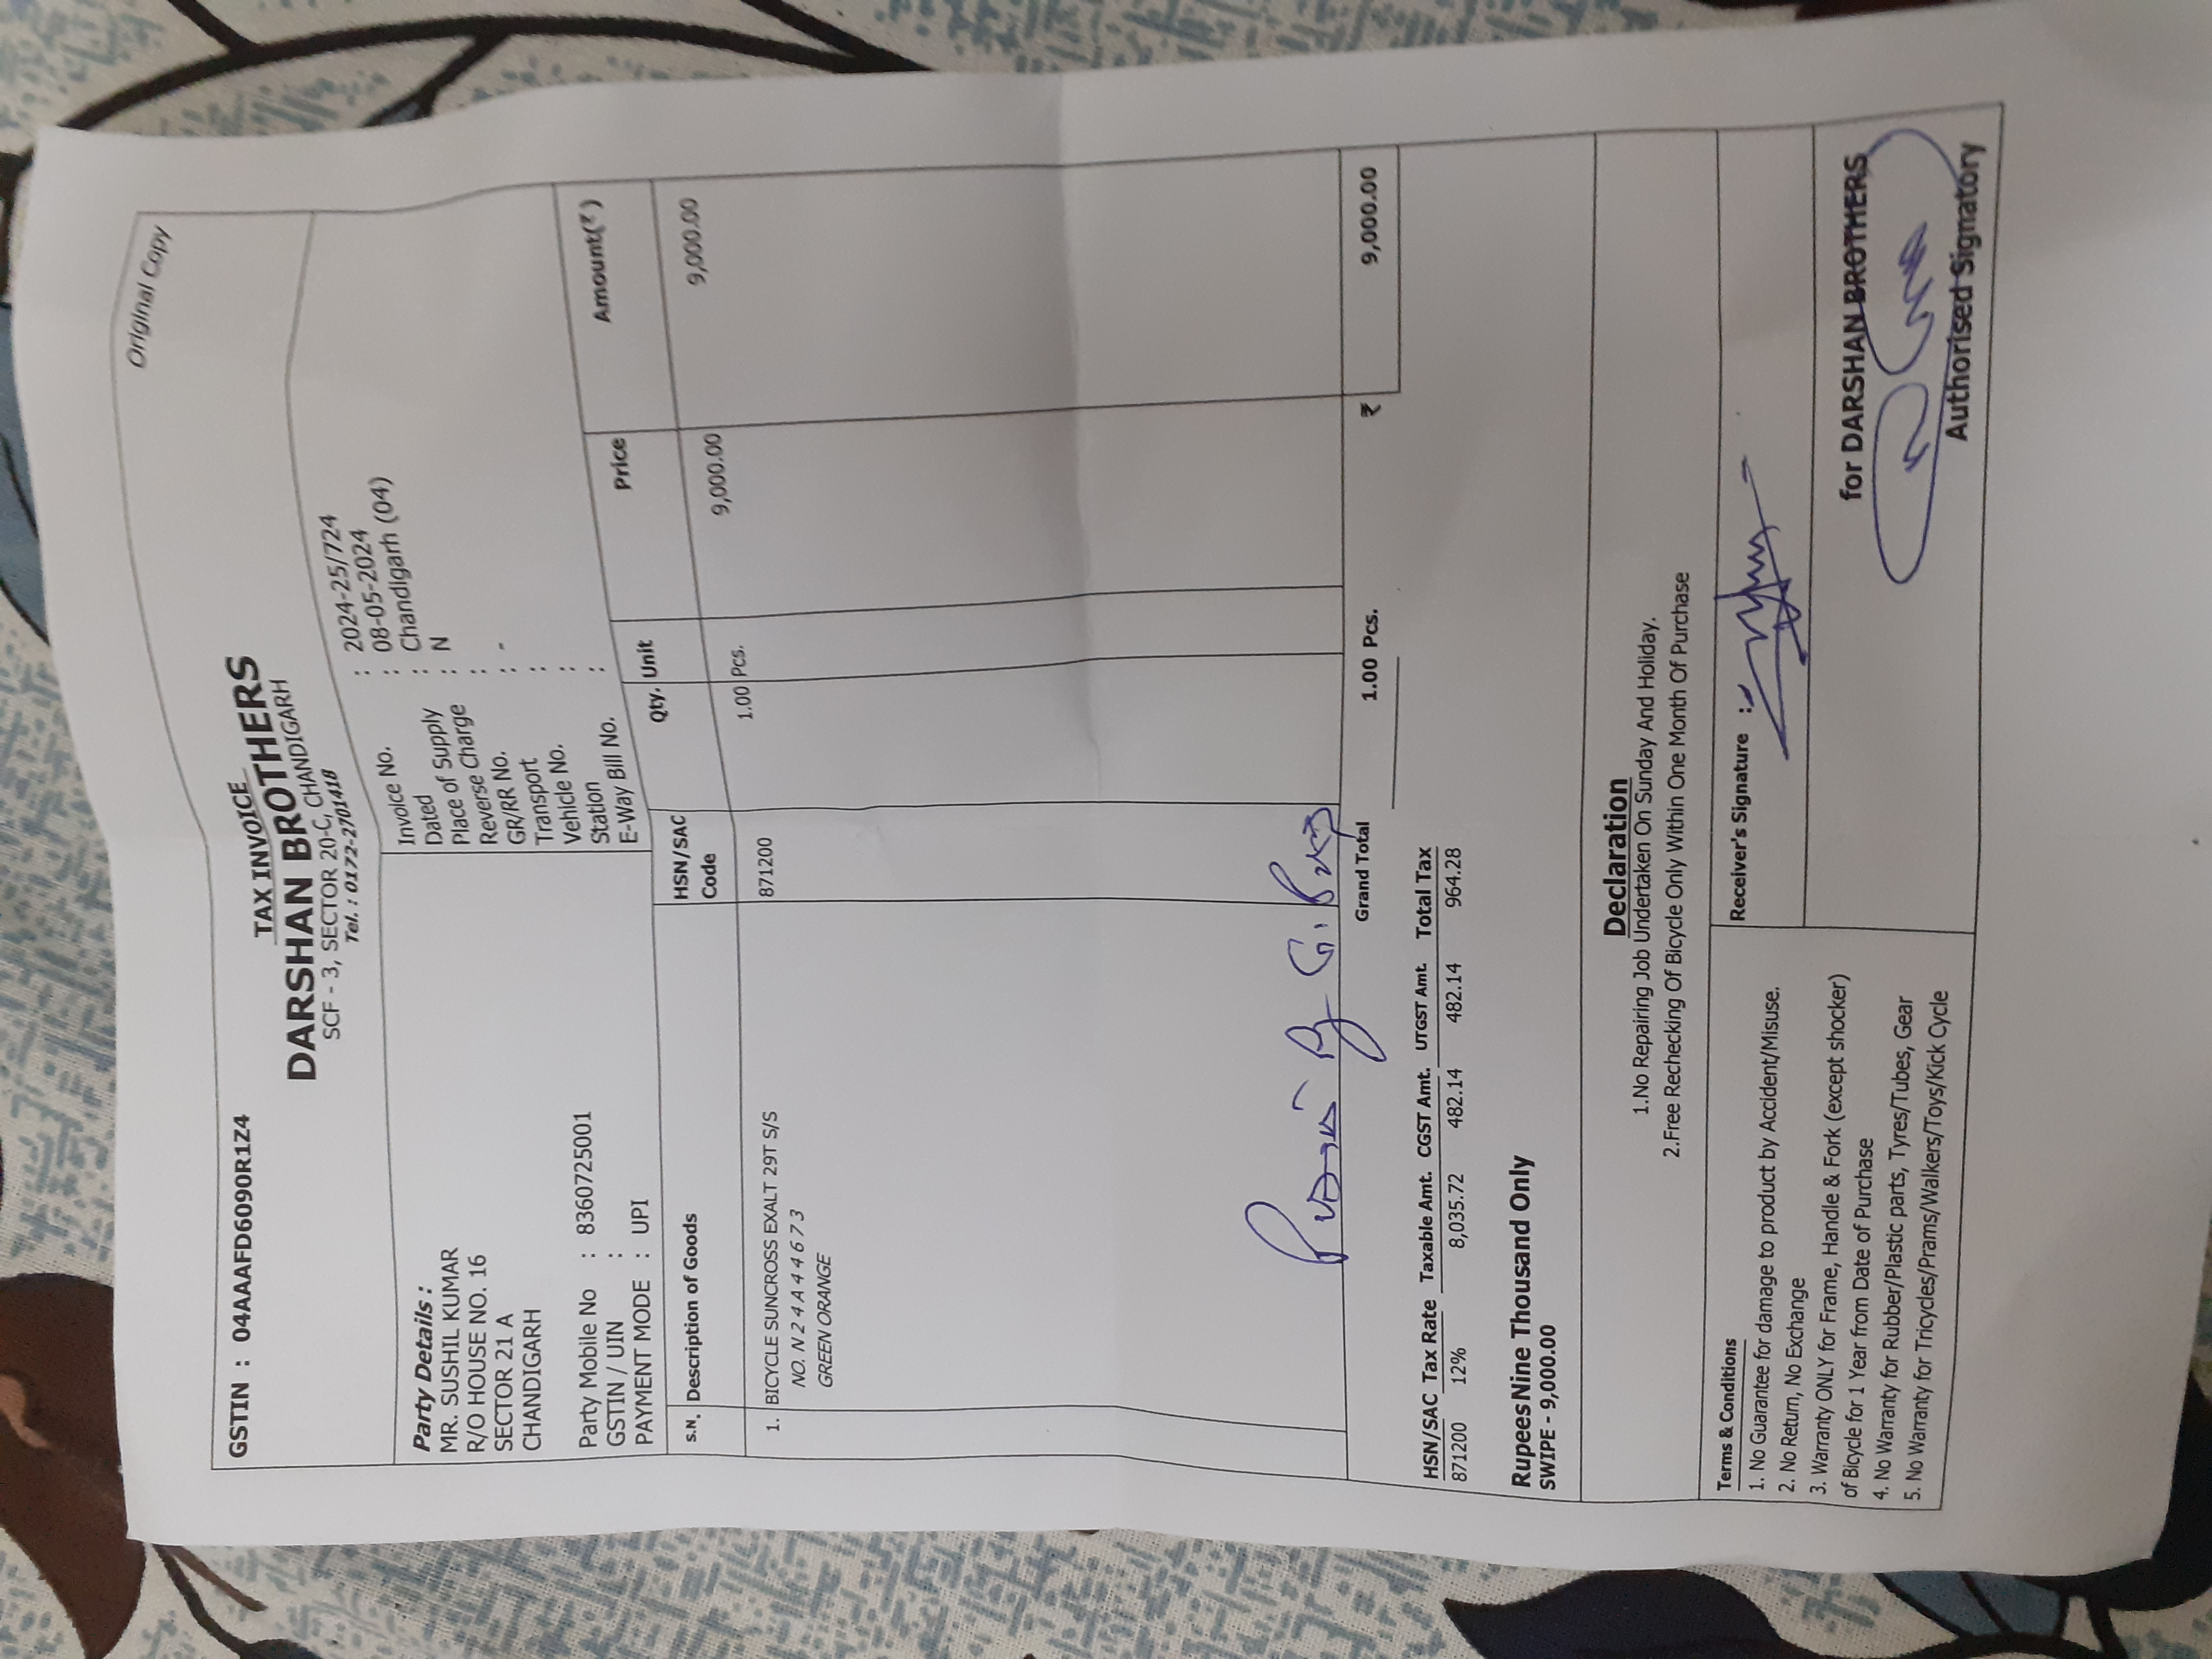 Original Copy
GSTIN : 04AAAFD6090R1Z4
TAX INVOICE
DARSHAN BROTHERS
SCF - 3, SECTOR 20-C, CHANDIGARH
Tel. : 0172-2701418
Party Details :
MR. SUSHIL KUMAR
R/O HOUSE NO. 16
SECTOR 21 A
CHANDIGARH
Party Mobile No : 8360725001
GSTIN / UIN :
PAYMENT MODE : UPI
Invoice No. : 2024-25/724
Dated : 08-05-2024
Place of Supply : Chandigarh (04)
Reverse Charge : N
GR/RR No. :
Transport : -
Vehicle No. :
Station :
E-Way Bill No. :
S.N. Description of Goods HSN/SAC Code Qty. Unit Price Amount(₹)
1. BICYCLE SUNCROSS EXALT 29T S/S 871200 1.00 Pcs. 9,000.00 9,000.00
NO. N 2 4 A 4 4 6 7 3
GREEN ORANGE
Grand Total 1.00 Pcs. ₹ 9,000.00
HSN/SAC Tax Rate Taxable Amt. CGST Amt. UTGST Amt. Total Tax
871200 12% 8,035.72 482.14 482.14 964.28
Rupees Nine Thousand Only
SWIPE - 9,000.00
Declaration
1.No Repairing Job Undertaken On Sunday And Holiday.
2.Free Rechecking Of Bicycle Only Within One Month Of Purchase
Terms & Conditions
1. No Guarantee for damage to product by Accident/Misuse.
2. No Return, No Exchange
3. Warranty ONLY for Frame, Handle & Fork (except shocker)
of Bicycle for 1 Year from Date of Purchase
4. No Warranty for Rubber/Plastic parts, Tyres/Tubes, Gear
5. No Warranty for Tricycles/Prams/Walkers/Toys/Kick Cycle
Receiver's Signature :
for DARSHAN BROTHERS
Authorised Signatory